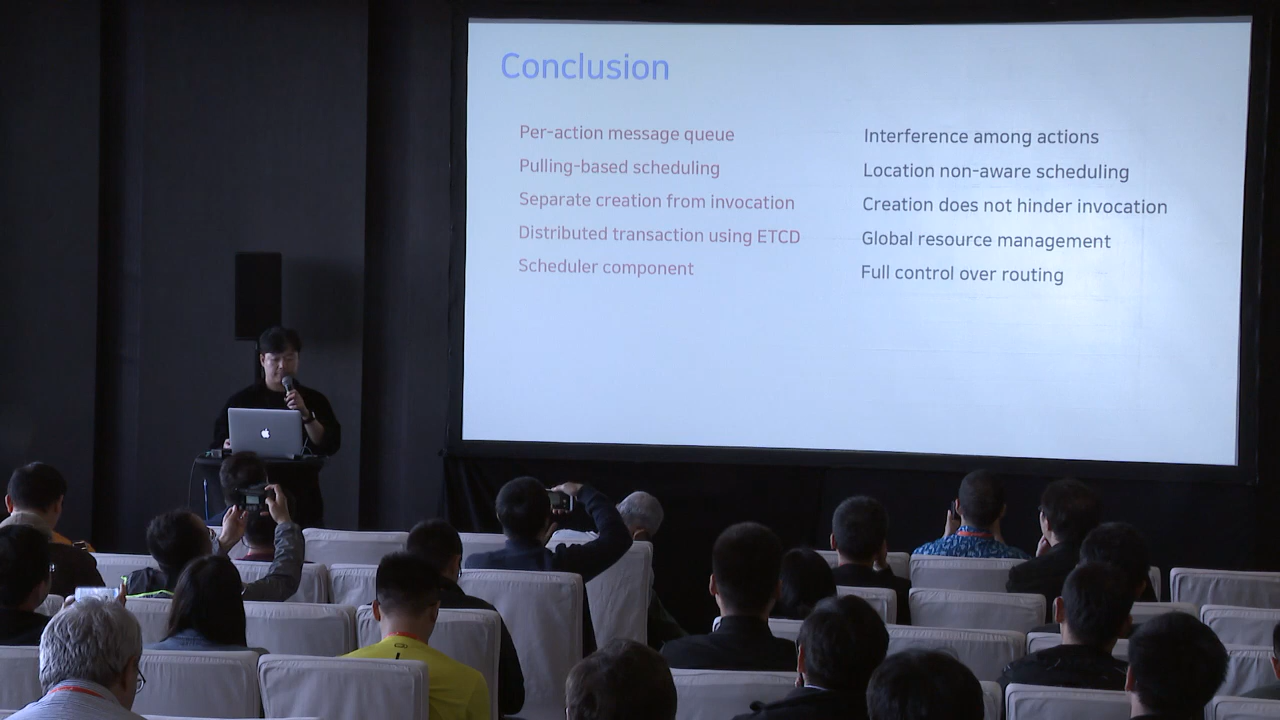 Conclusion
Per-action message queue
Pulling-based scheduling
Separate creation from invocation
Distributed transaction using ETCD
Scheduler component
Interference among actions
Location non-aware scheduling
Creation does not hinder invocation
Global resource management
Full control over routing